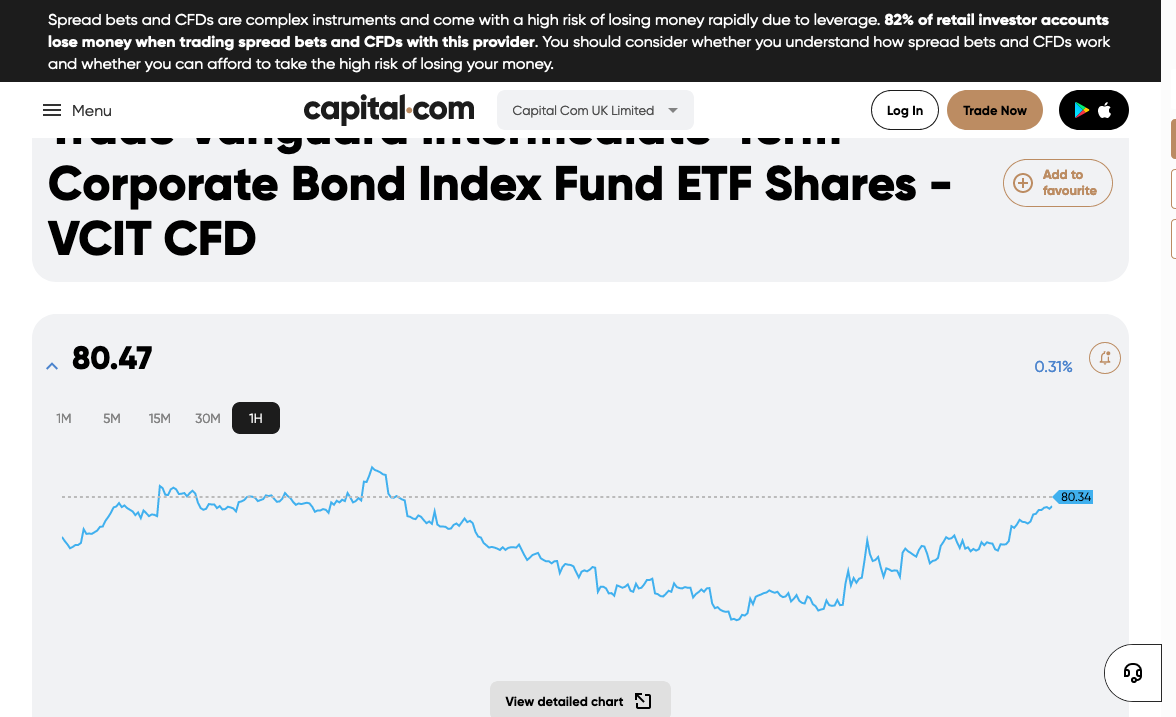 Spread bets and CFDs are complex instruments and come with a high risk of losing money rapidly due to leverage. 82% of retail investor accounts
lose money when trading spread bets and CFDs with this provider. You should consider whether you understand how spread bets and CFDs work
and whether you can afford to take the high risk of losing your money.
Menu
capital.com
Capital Com UK Limited
Log In
Trade Now
Trade Vanguard Intermediate-Term
Corporate Bond Index Fund ETF Shares -
VCIT CFD
Add to
favourite
80.47
0.31%
1M
5M
15M
30M
1H
80.34
View detailed chart